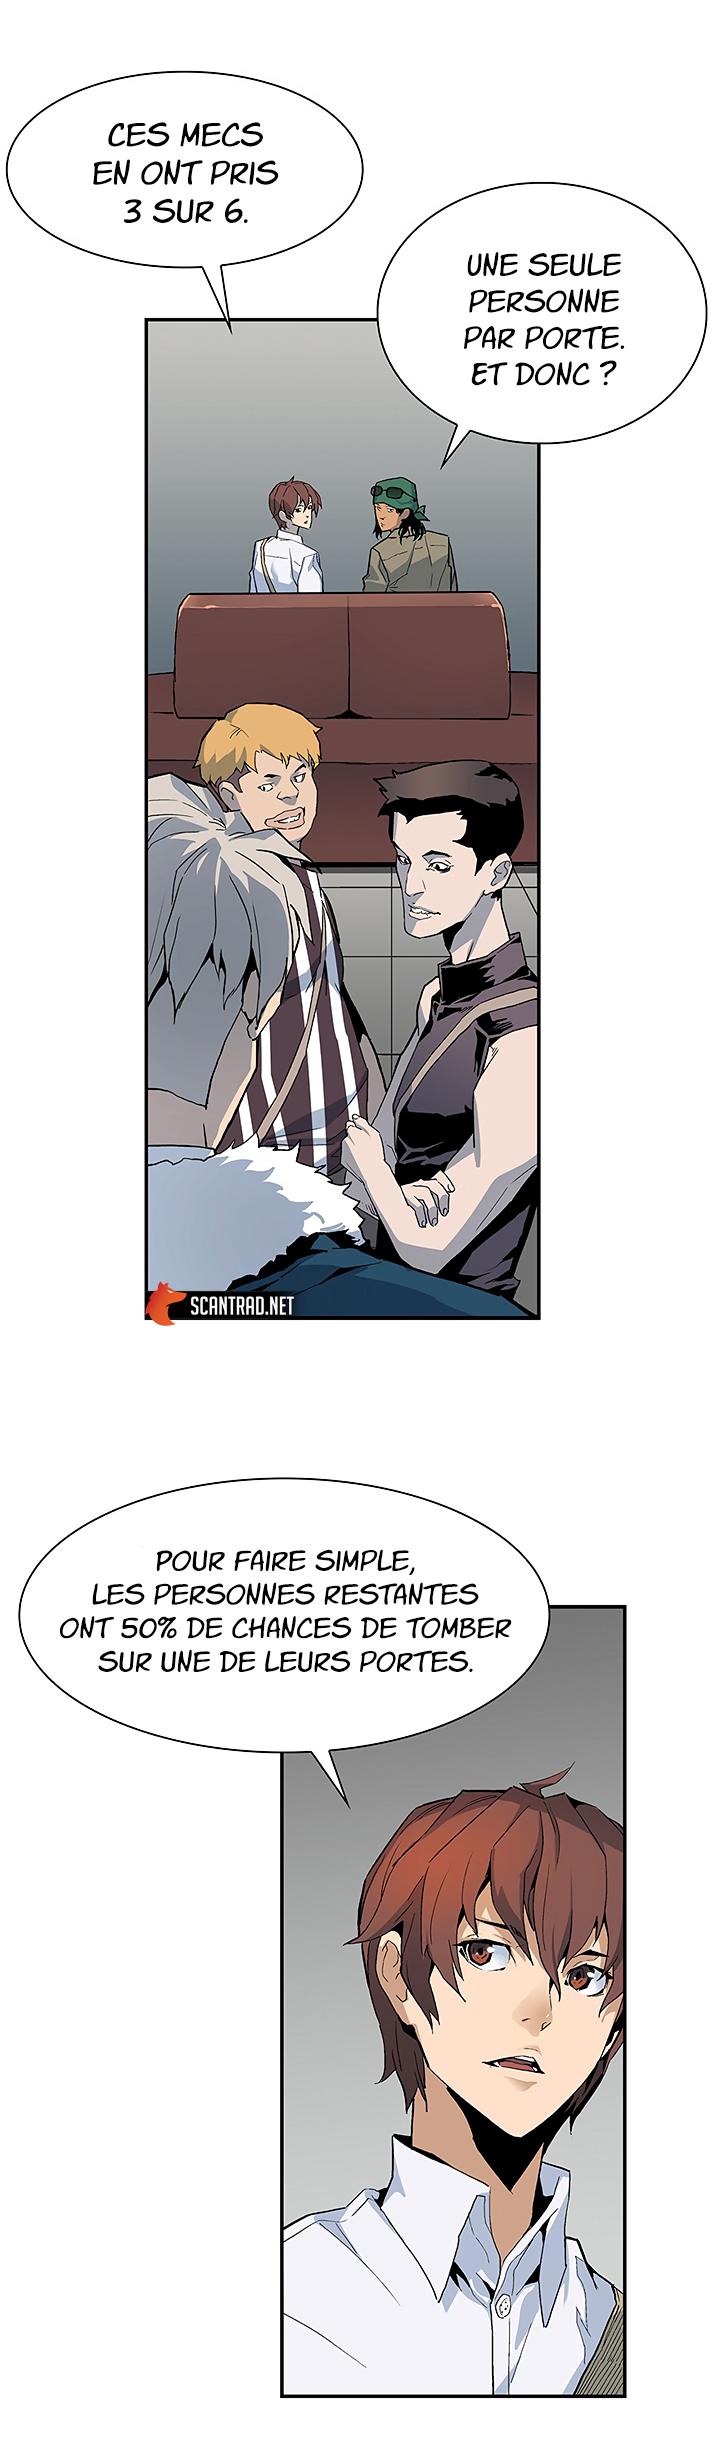 CES MECS
EN ONT PRIS
3 SUR 6.
UNE SEULE
PERSONNE
PAR PORTE.
ET DONC ?
SCANTRAD.NET
POUR FAIRE SIMPLE,
LES PERSONNES RESTANTES
ONT 50% DE CHANCES DE TOMBER
SUR UNE DE LEURS PORTES.